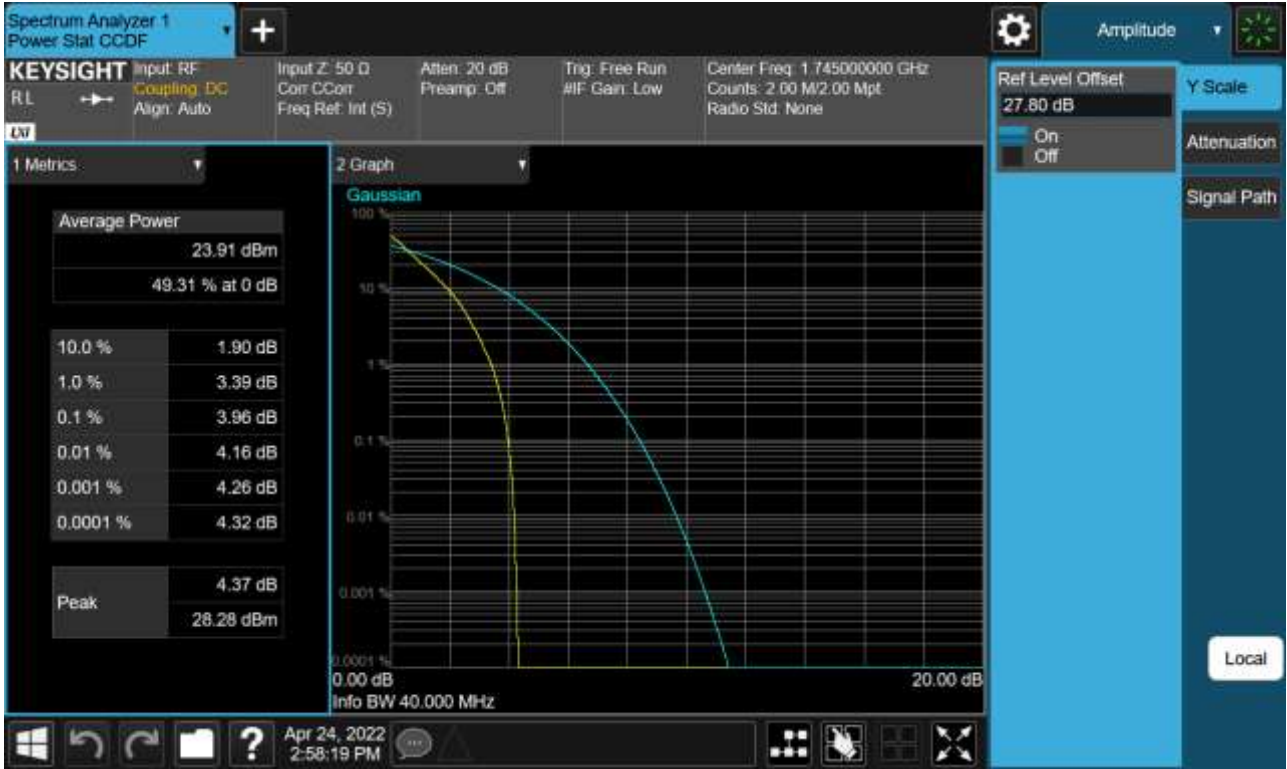 Spectrum Analyzer 1
Power Stat CCDF
+
Amplitude
KEYSIGHT
RL
LXI
Input: RF
Coupling: DC
Align: Auto
Input Z: 50 Ω
Corr CCorr
Freq Ref: Int (S)
Atten: 20 dB
Preamp: Off
Trig: Free Run
#IF Gain: Low
Center Freq: 1.745000000 GHz
Counts: 2.00 M/2.00 Mpt
Radio Std: None
Ref Level Offset
27.80 dB
On
Off
Y Scale
Attenuation
Signal Path
Local
1 Metrics
Average Power
23.91 dBm
49.31 % at 0 dB
10.0 % 1.90 dB
1.0 % 3.39 dB
0.1 % 3.96 dB
0.01 % 4.16 dB
0.001 % 4.26 dB
0.0001 % 4.32 dB
Peak
4.37 dB
28.28 dBm
2 Graph
Gaussian
100 %
10 %
1 %
0.1 %
0.01 %
0.001 %
0.0001 %
0.00 dB
20.00 dB
Info BW 40.000 MHz
?
Apr 24, 2022
2:58:19 PM